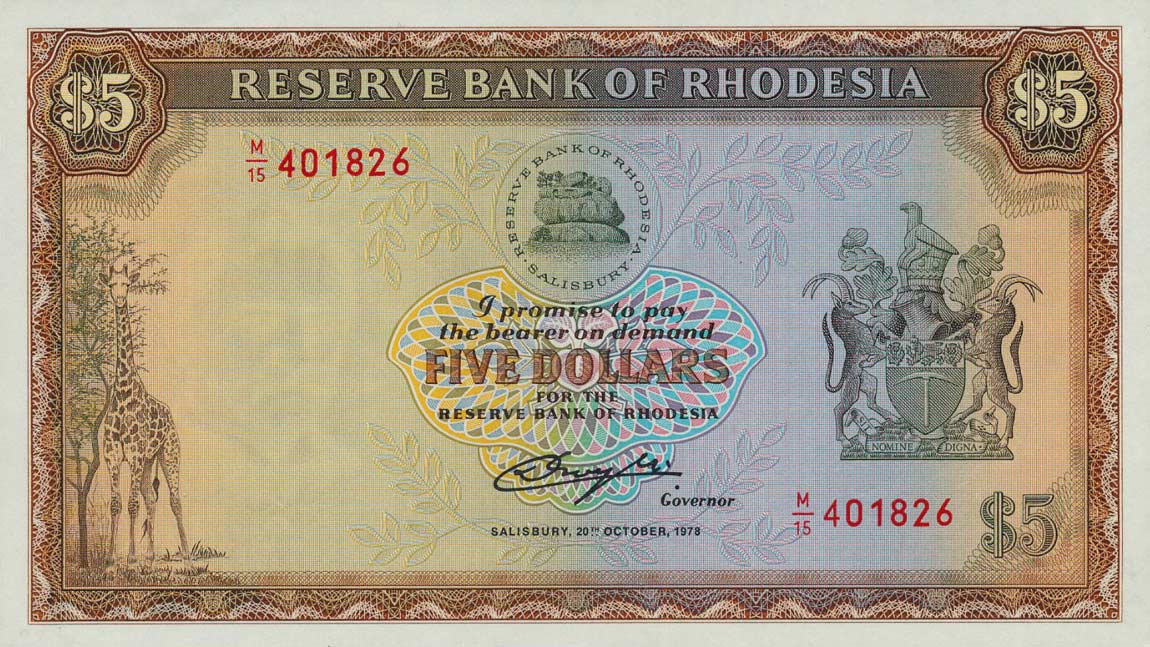 $5
RESERVE BANK OF RHODESIA
$5
M/15 401826
RESERVE BANK OF RHODESIA
· SALISBURY ·
I promise to pay
the bearer on demand
FIVE DOLLARS
FOR THE
RESERVE BANK OF RHODESIA
Governor
SALISBURY, 20TH OCTOBER, 1978
NOMINE DIGNA
M/15 401826
$5